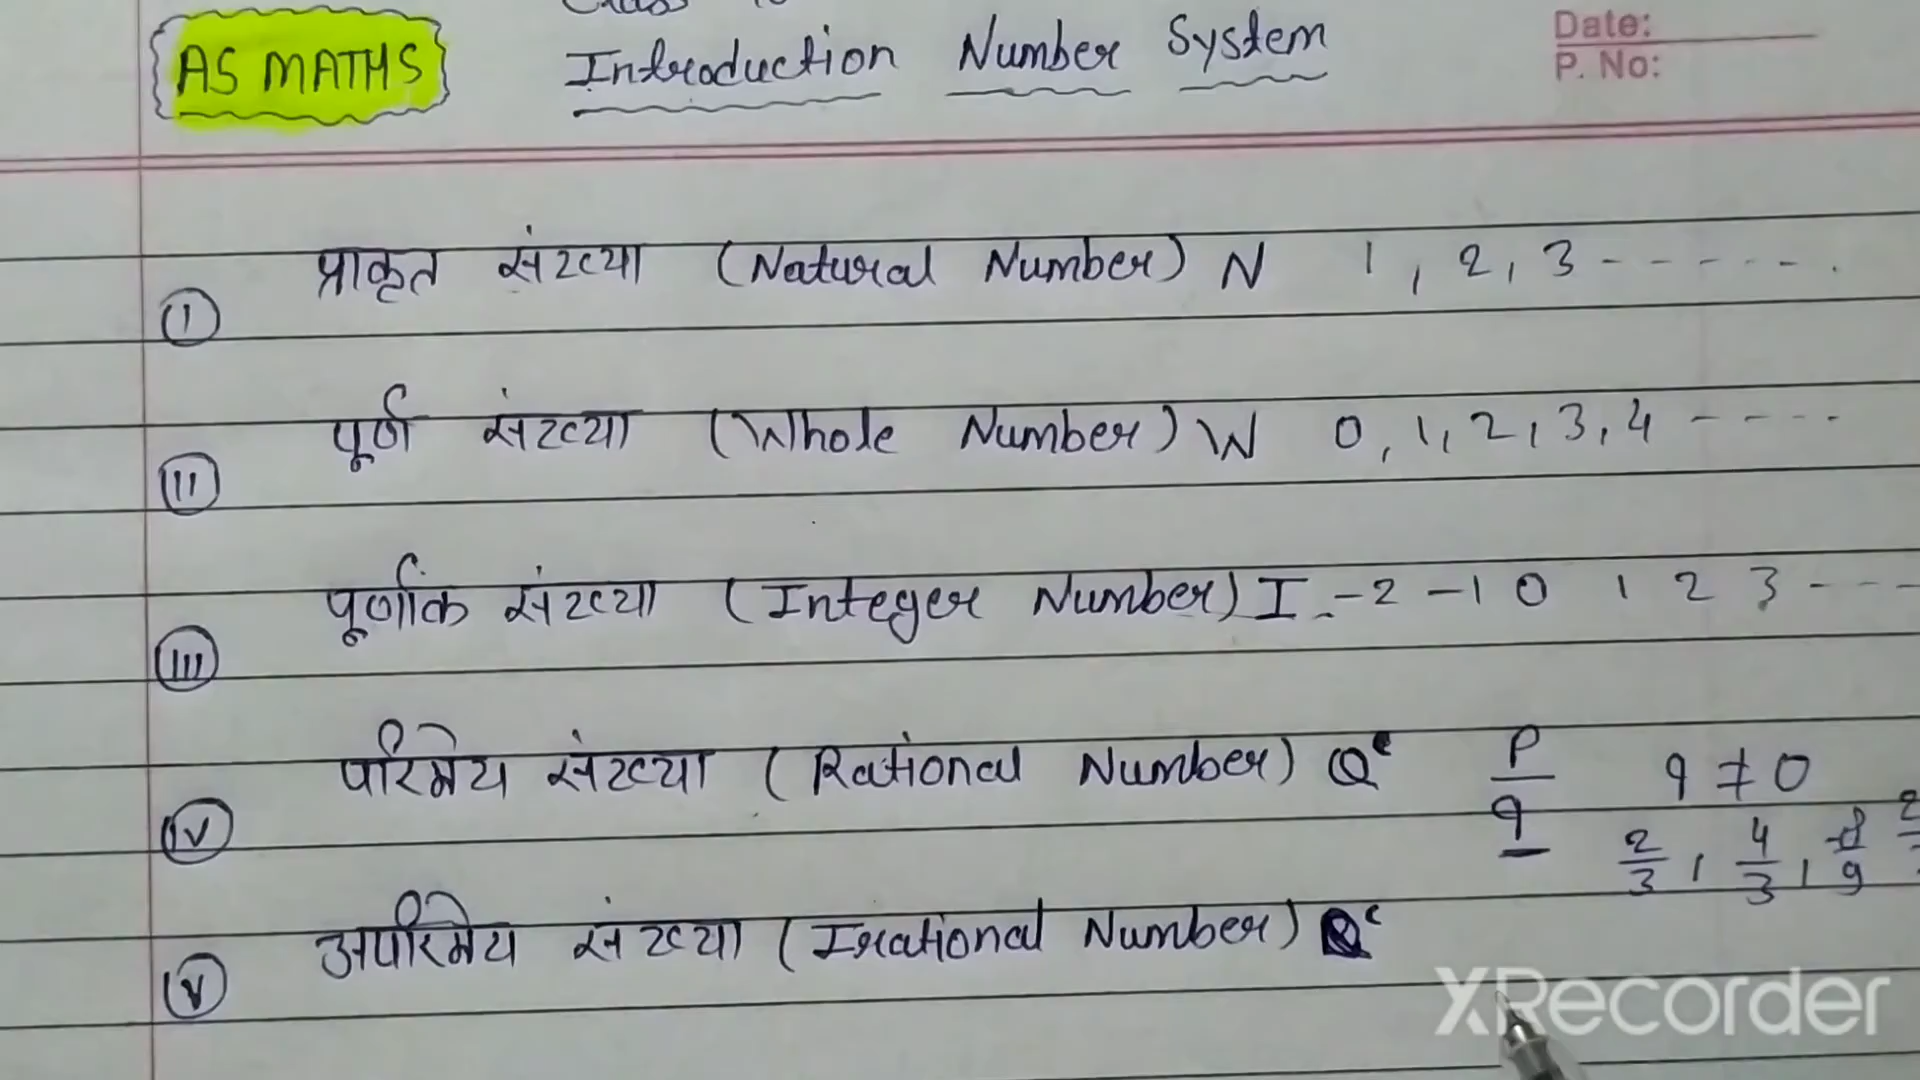 AS MATHS
Introduction Number System
Date:
P. No:
(I) प्राकृत संख्या (Natural Number) N 1, 2, 3 - - - - - - .
(II) पूर्ण संख्या (Whole Number) W 0, 1, 2, 3, 4 - - - -
(III) पूर्णांक संख्या (Integer Number) I - -2 -1 0 1 2 3 - - -
(IV) परिमेय संख्या (Rational Number) Q P/q q ≠ 0
2/3, 4/3, -8/9
(V) अपरिमेय संख्या (Irrational Number) Qᶜ
XRecorder